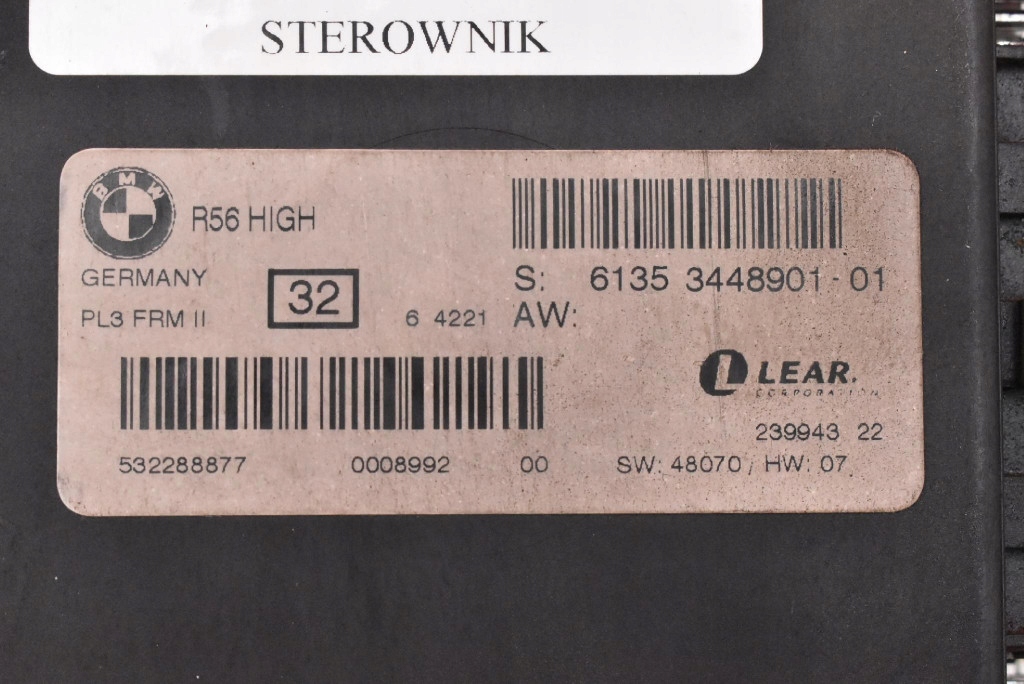 STEROWNIK
BMW
R56 HIGH
GERMANY
32
PL3 FRM II
6 4221
S: 6135 3448901-01
AW:
L LEAR.
CORPORATION
239943 22
532288877 0008992 00
SW: 48070 / HW: 07